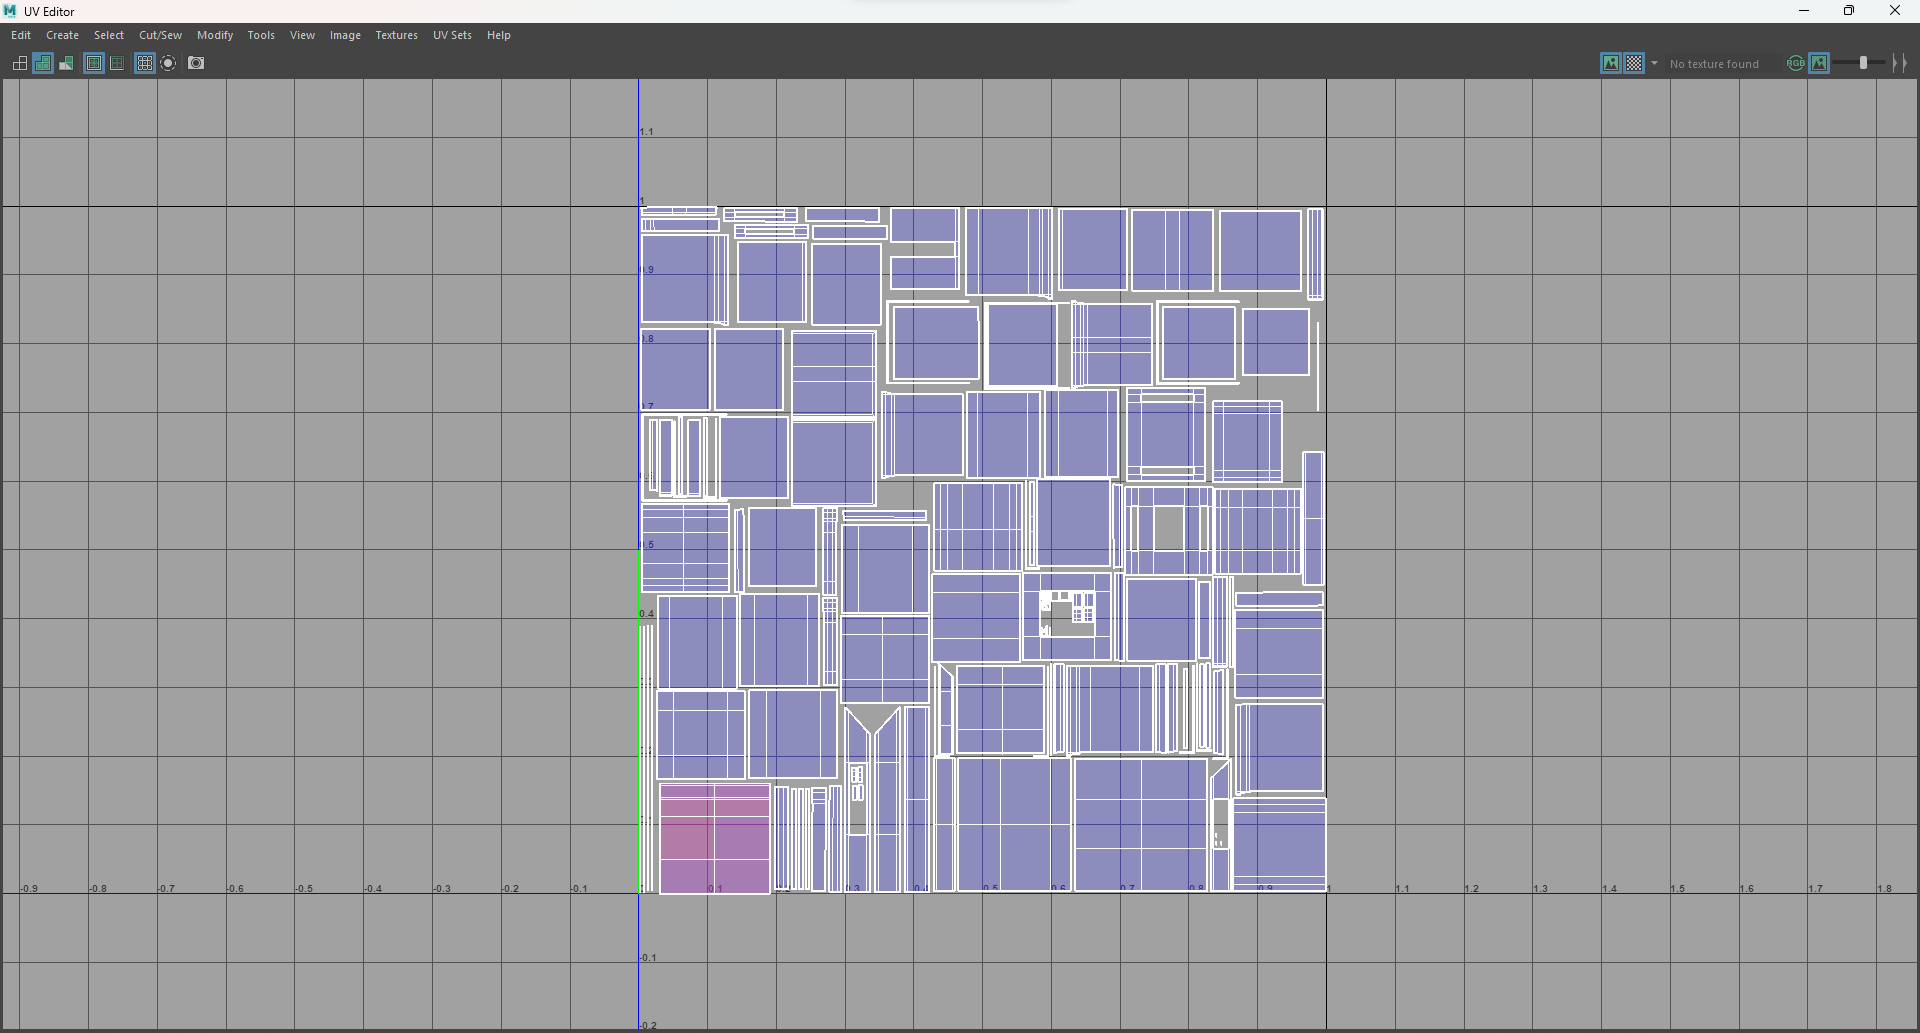 UV Editor
Edit Create Select Cut/Sew Modify Tools View Image Textures UV Sets Help
No texture found RGB
1.1
1
0.9
0.8
0.7
0.5
0.4
-0.9 -0.8 -0.7 -0.6 -0.5 -0.4 -0.3 -0.2 -0.1 0.1 0.3 0.4 0.5 0.6 0.7 0.8 0.9 1 1.1 1.2 1.3 1.4 1.5 1.6 1.7 1.8
-0.1
-0.2